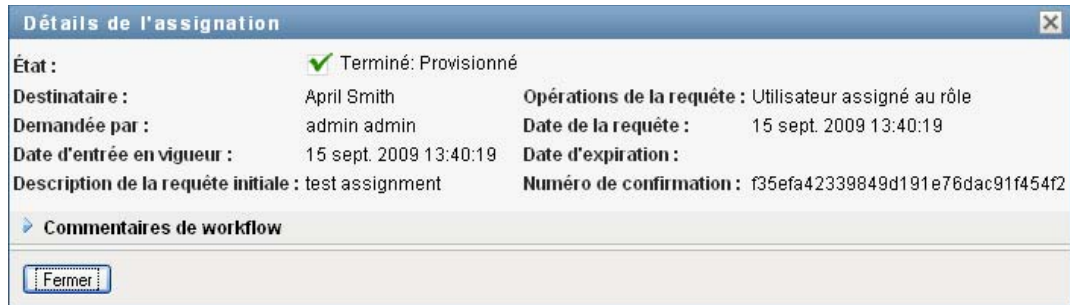 Détails de l'assignation
État : Terminé: Provisionné
Destinataire : April Smith Opérations de la requête : Utilisateur assigné au rôle
Demandée par : admin admin Date de la requête : 15 sept. 2009 13:40:19
Date d'entrée en vigueur : 15 sept. 2009 13:40:19 Date d'expiration :
Description de la requête initiale : test assignment Numéro de confirmation : f35efa42339849d191e76dac91f454f2
Commentaires de workflow
Fermer